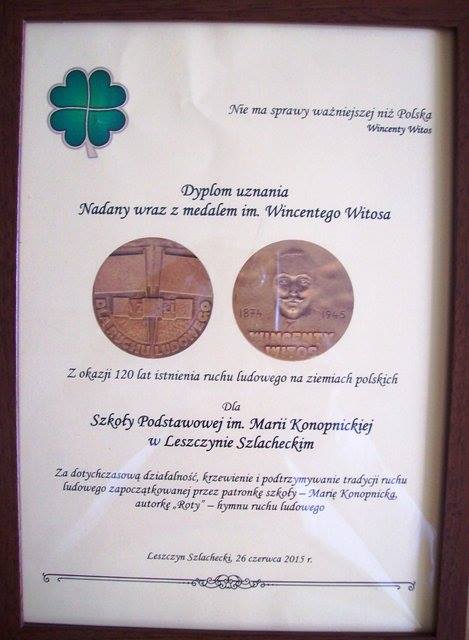 Nie ma sprawy ważniejszej niż Polska
Wincenty Witos
Dyplom uznania
Nadany wraz z medalem im. Wincentego Witosa
DLA RUCHU LUDOWEGO
1874 1945
WINCENTY
WITOS
Z okazji 120 lat istnienia ruchu ludowego na ziemiach polskich
Dla
Szkoły Podstawowej im. Marii Konopnickiej
w Leszczynie Szlacheckim
Za dotychczasową działalność, krzewienie i podtrzymywanie tradycji ruchu
ludowego zapoczątkowanej przez patronkę szkoły – Marię Konopnicką,
autorkę „Roty” – hymnu ruchu ludowego
Leszczyn Szlachecki, 26 czerwca 2015 r.